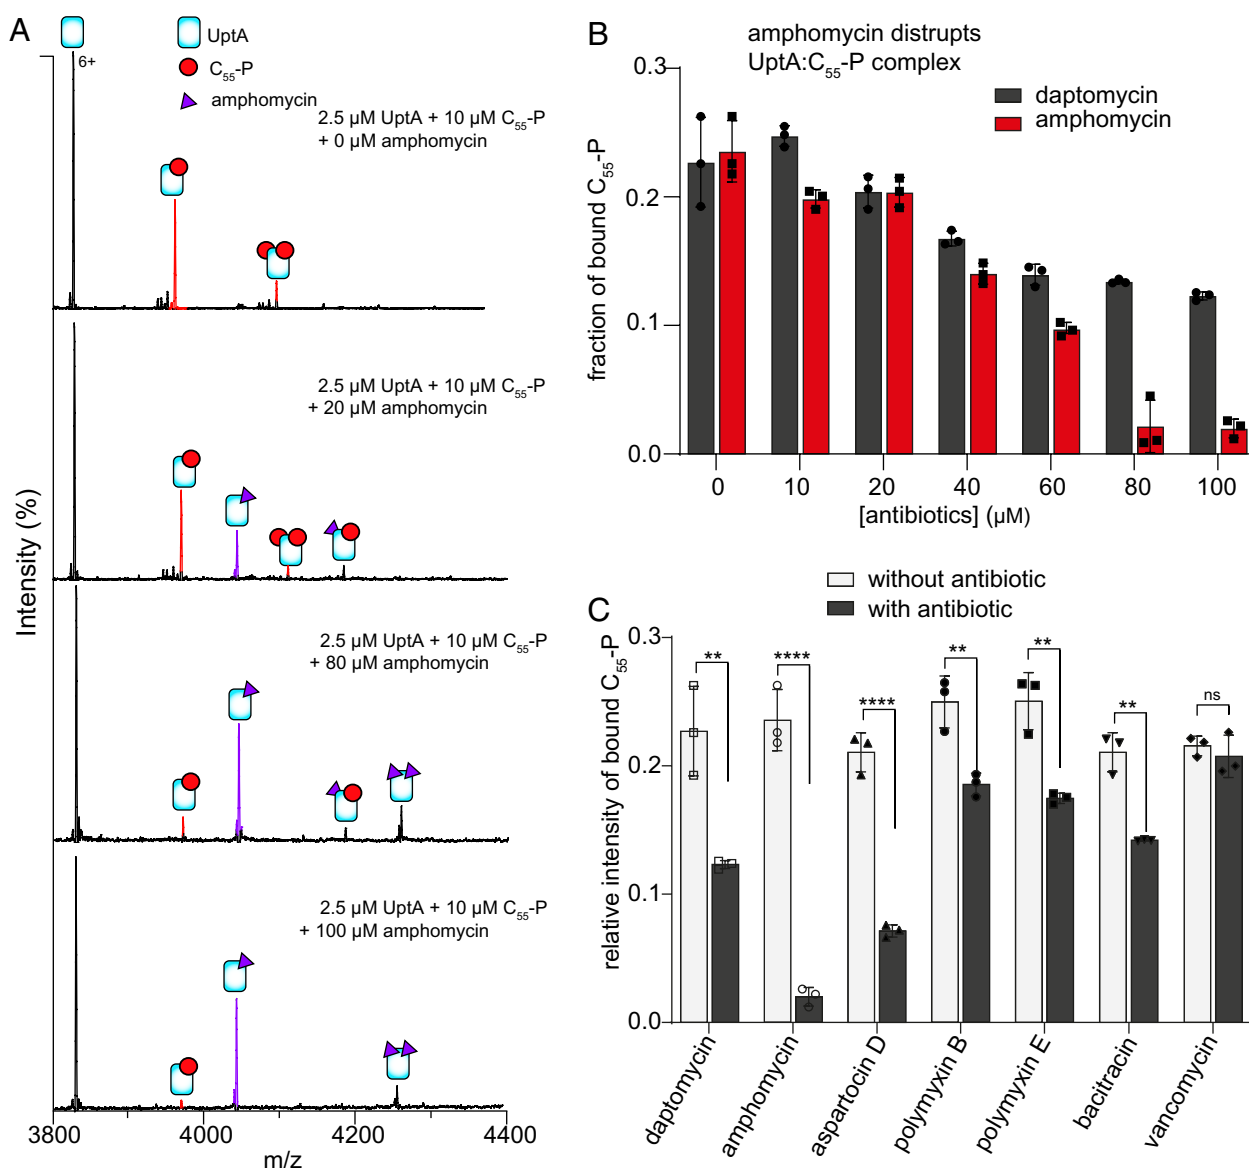 A
UptA
C55-P
amphomycin
6+
2.5 µM UptA + 10 µM C55-P
+ 0 µM amphomycin
2.5 µM UptA + 10 µM C55-P
+ 20 µM amphomycin
2.5 µM UptA + 10 µM C55-P
+ 80 µM amphomycin
2.5 µM UptA + 10 µM C55-P
+ 100 µM amphomycin
Intensity (%)
3800 4000 4200 4400
m/z
B
amphomycin distrupts
UptA:C55-P complex
daptomycin
amphomycin
fraction of bound C55-P
0.3
0.2
0.1
0.0
0 10 20 40 60 80 100
[antibiotics] (µM)
C
without antibiotic
with antibiotic
relative intensity of bound C55-P
0.3
0.2
0.1
0.0
** **** **** ** ** ** ns
daptomycin
amphomycin
aspartocin D
polymyxin B
polymyxin E
bacitracin
vancomycin